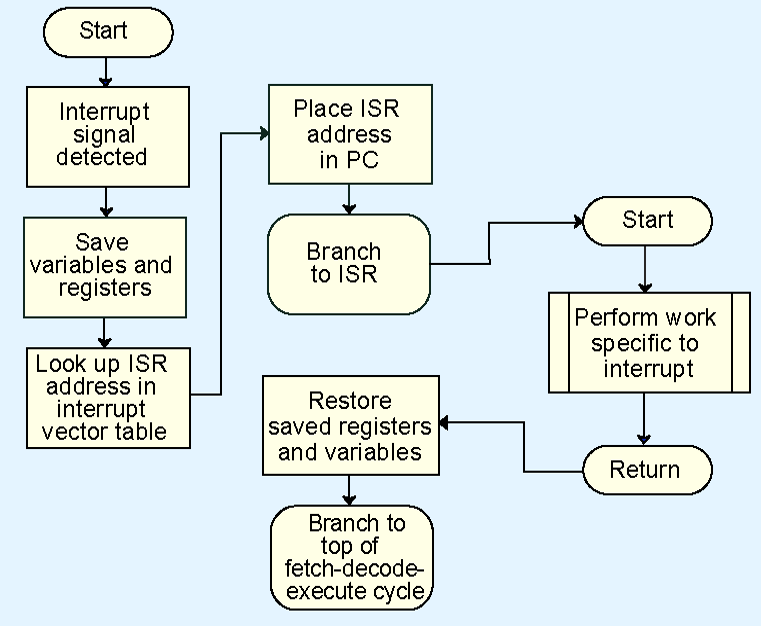 Start
Interrupt
signal
detected
Save
variables and
registers
Look up ISR
address in
interrupt
vector table
Place ISR
address
in PC
Branch
to ISR
Start
Perform work
specific to
interrupt
Return
Restore
saved registers
and variables
Branch to
top of
fetch-decode-
execute cycle